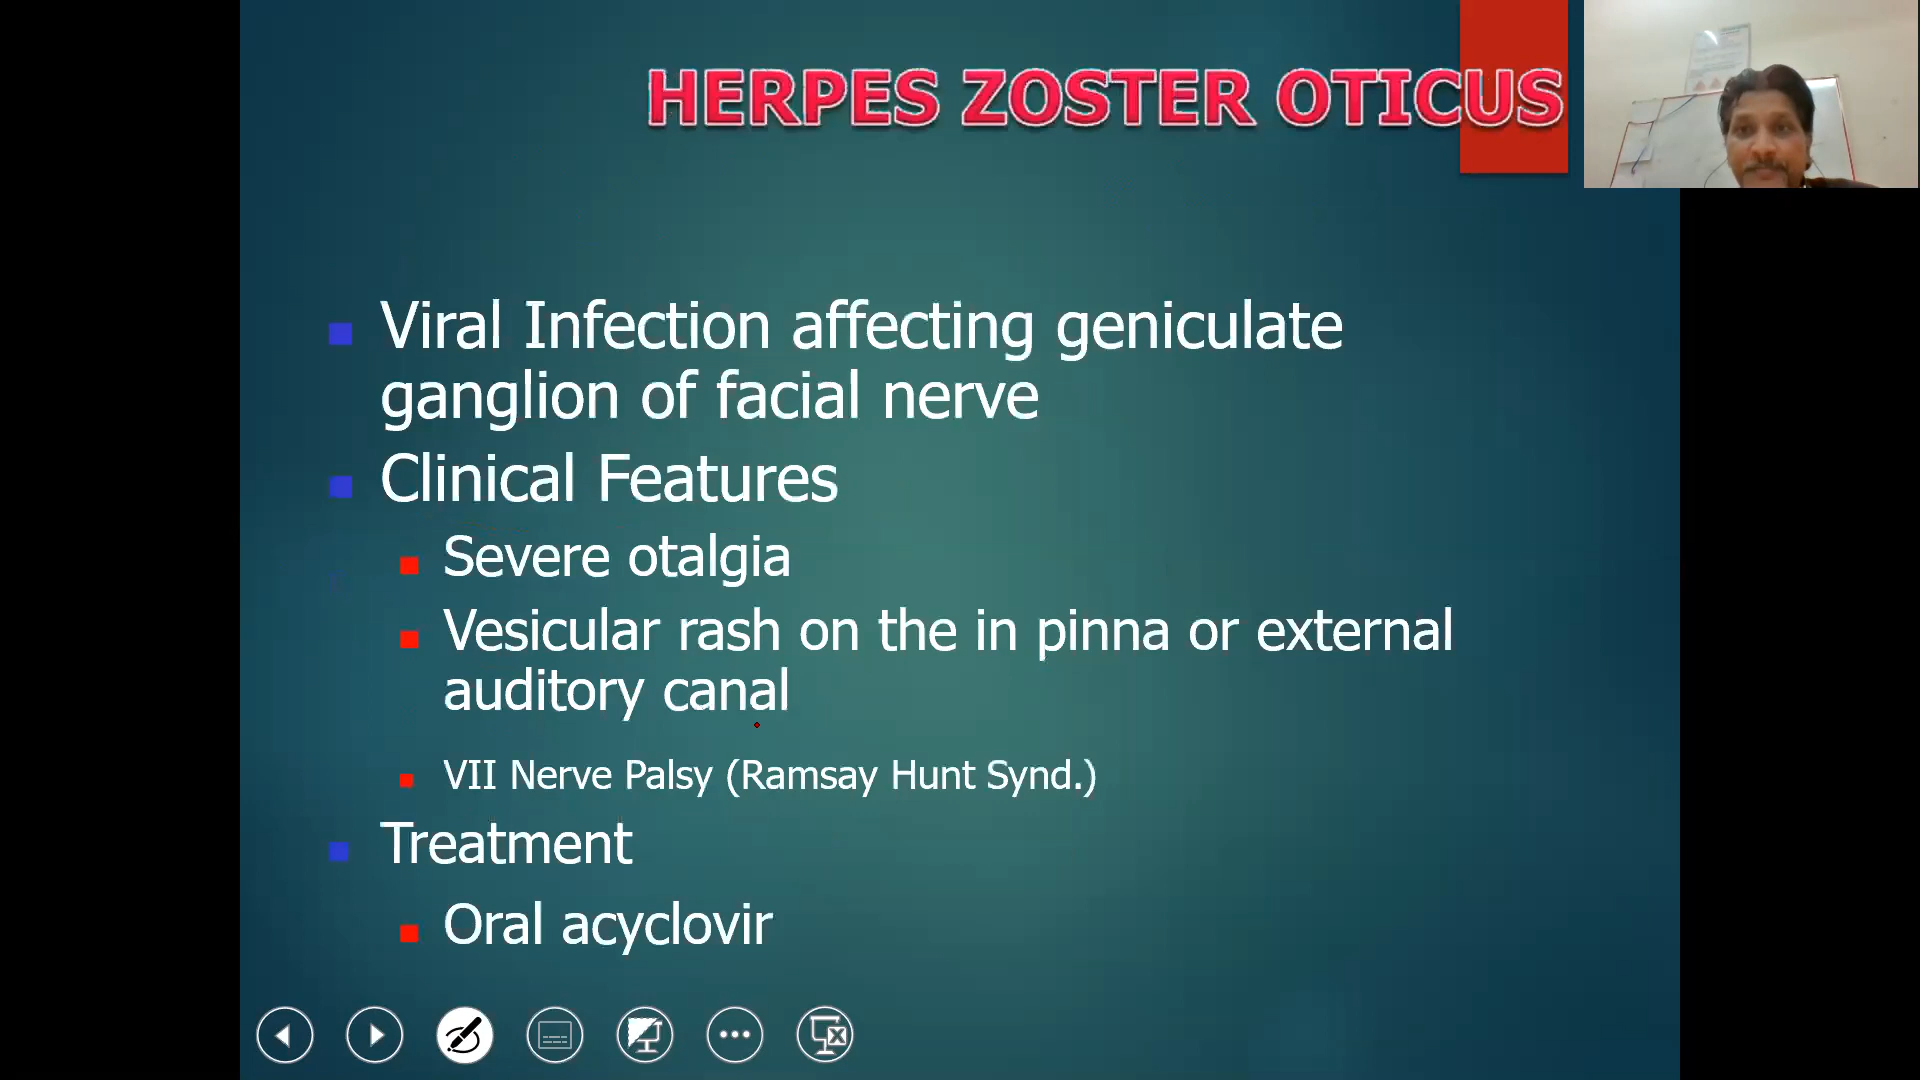 HERPES ZOSTER OTICUS
Viral Infection affecting geniculate
ganglion of facial nerve
Clinical Features
Severe otalgia
Vesicular rash on the in pinna or external
auditory canal
VII Nerve Palsy (Ramsay Hunt Synd.)
Treatment
Oral acyclovir